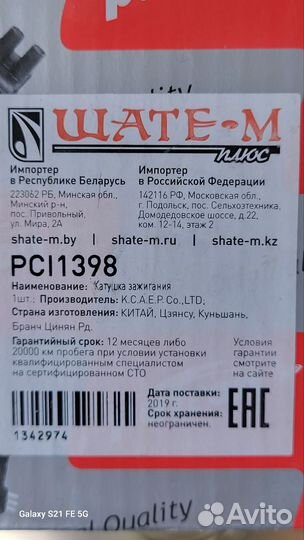 ality
ШАТЕ-М
плюс
Импортер
в Республике Беларусь
223062 РБ, Минская обл.,
Минский р-н,
пос. Привольный,
ул. Мира, 2А
Импортер
в Российской Федерации
142116 РФ, Московская обл.,
г. Подольск, пос. Сельхозтехника,
Домодедовское шоссе, д.22,
ком. 12-14, этаж 2
shate-m.by | shate-m.ru | shate-m.kz
PCI1398
Наименование: Катушка зажигания
1шт.: Производитель: K.C.A.E.P. Co., LTD;
Страна изготовления: КИТАЙ, Цзянсу, Куньшань,
Бранч Цинян Рд.
Гарантийный срок: 12 месяцев либо
20000 км пробега при условии установки
квалифицированным специалистом
на сертифицированном СТО
Условия
гарантии
смотрите
на сайте
1342974
Дата поставки:
2019 г.
Срок хранения:
неограничен.
EAC
al Quality
Galaxy S21 FE 5G
Avito